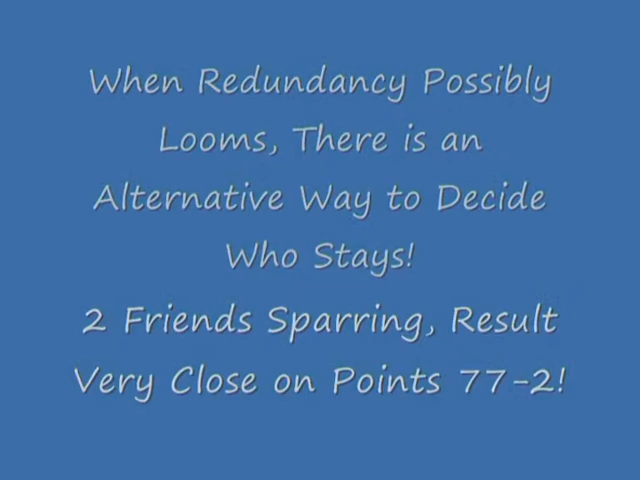 When Redundancy Possibly
Looms, There is an
Alternative Way to Decide
Who Stays!
2 Friends Sparring, Result
Very Close on Points 77-2!